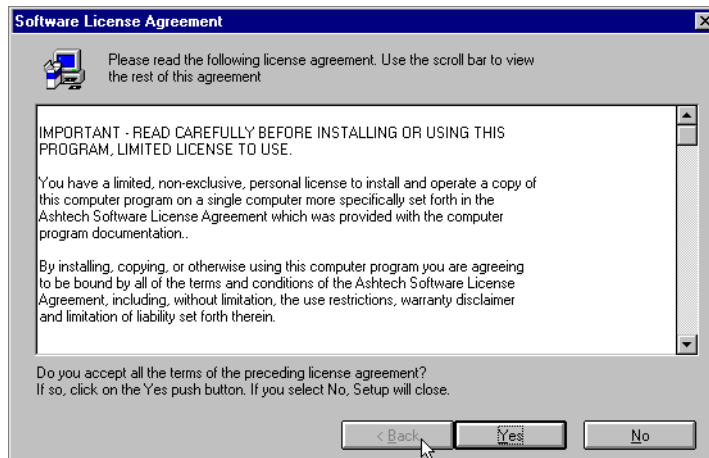 Software License Agreement
Please read the following license agreement. Use the scroll bar to view
the rest of this agreement
IMPORTANT - READ CAREFULLY BEFORE INSTALLING OR USING THIS
PROGRAM, LIMITED LICENSE TO USE.
You have a limited, non-exclusive, personal license to install and operate a copy of
this computer program on a single computer more specifically set forth in the
Ashtech Software License Agreement which was provided with the computer
program documentation..
By installing, copying, or otherwise using this computer program you are agreeing
to be bound by all of the terms and conditions of the Ashtech Software License
Agreement, including, without limitation, the use restrictions, warranty disclaimer
and limitation of liability set forth therein.
Do you accept all the terms of the preceding license agreement?
If so, click on the Yes push button. If you select No, Setup will close.
< Back Yes No